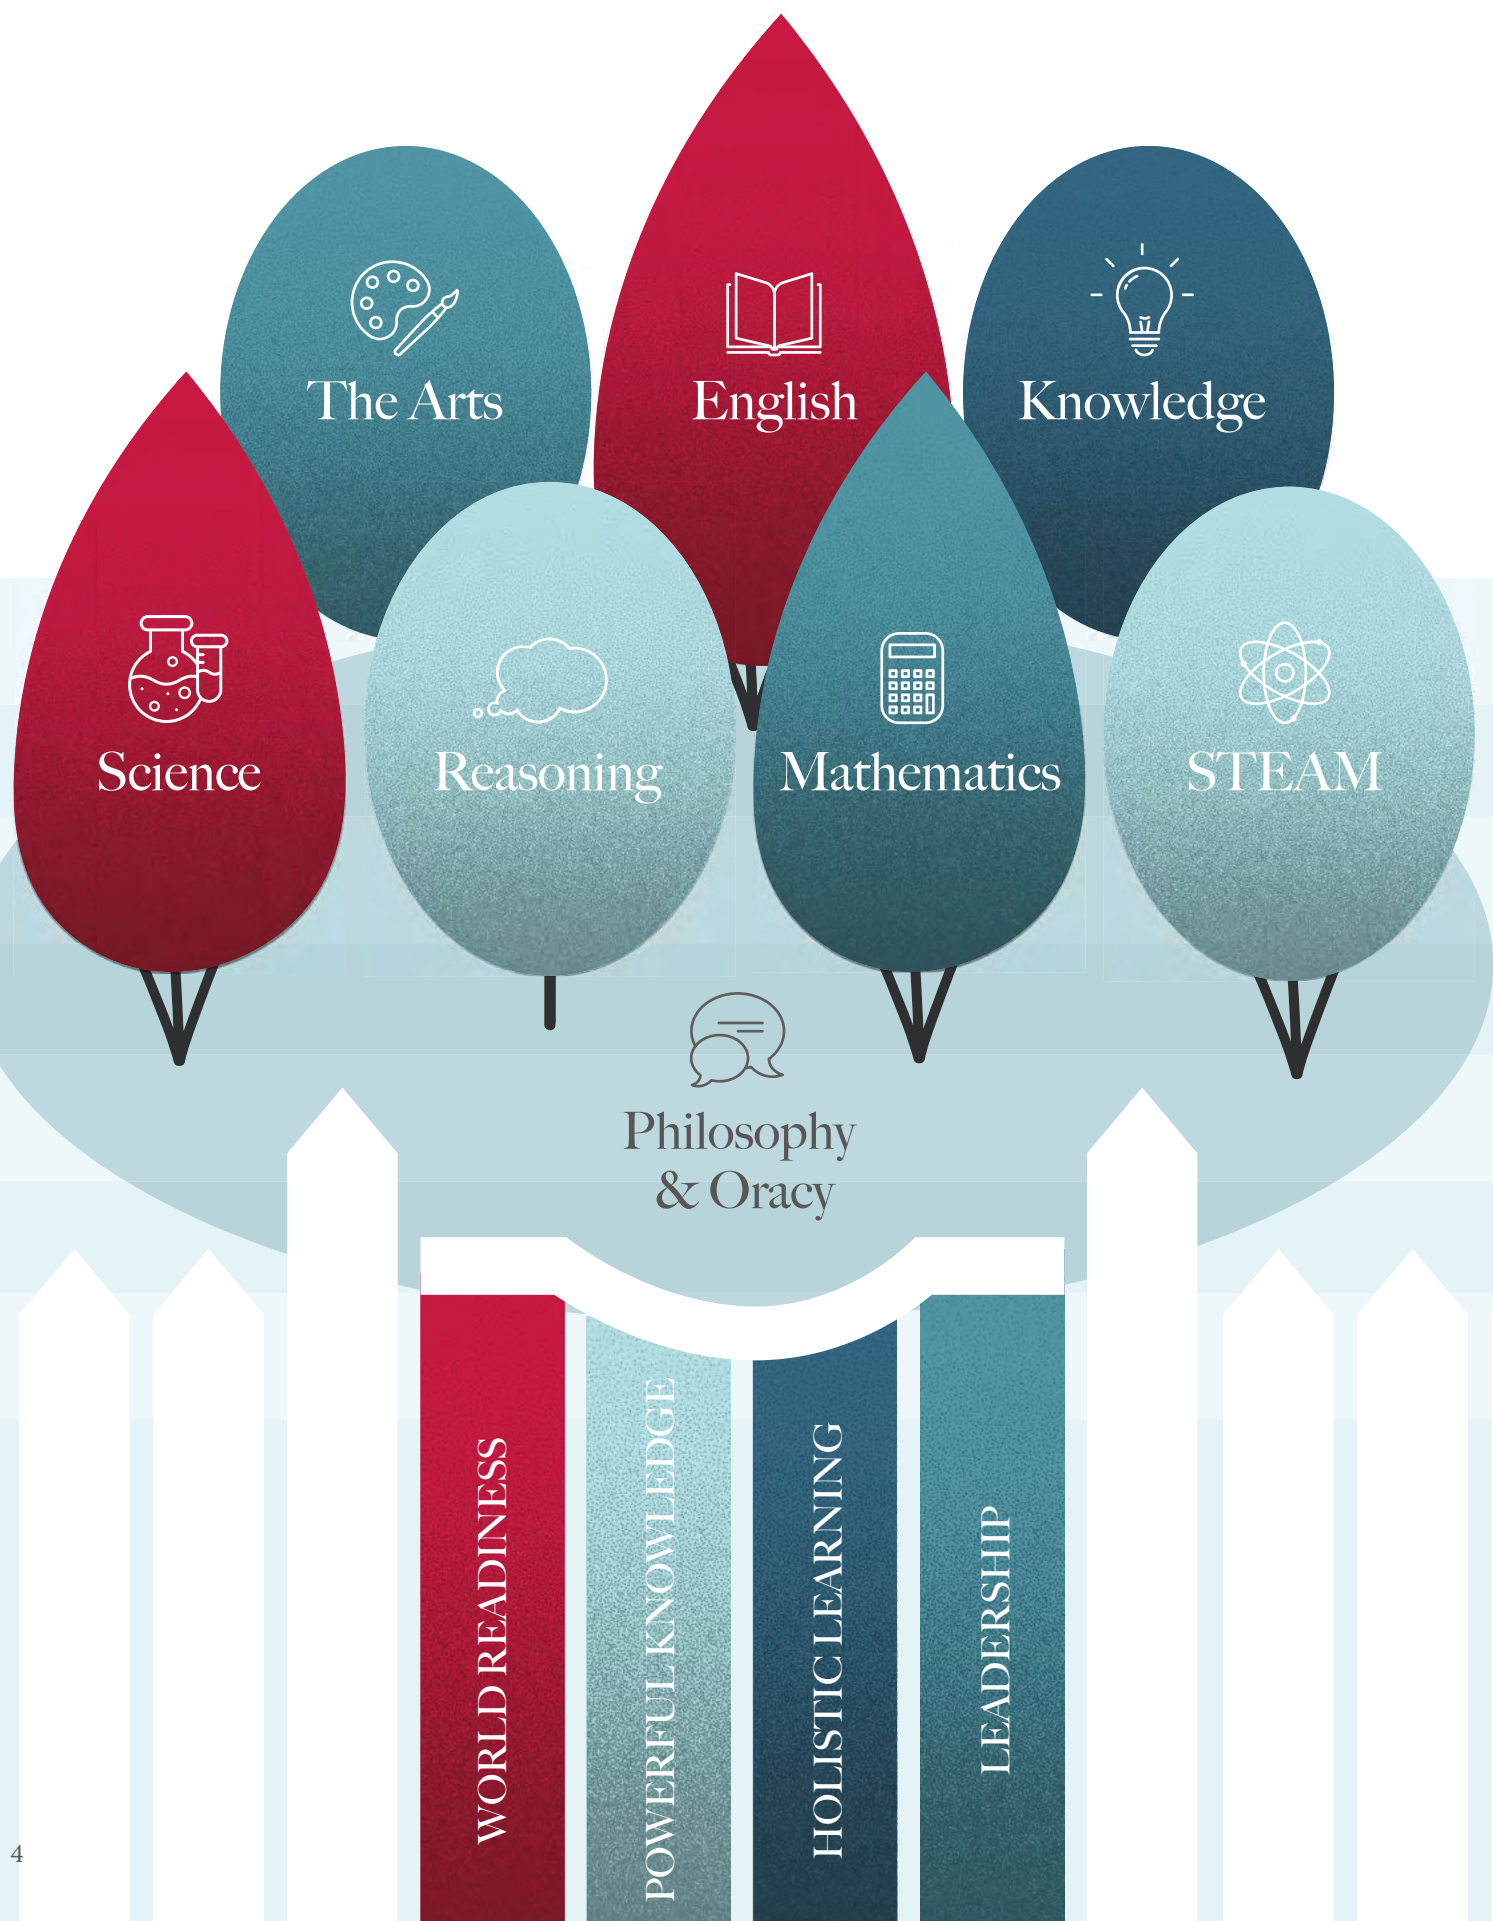 The Arts
English
Knowledge
Science
Reasoning
Mathematics
STEAM
Philosophy
& Oracy
WORLD READINESS
POWERFUL KNOWLEDGE
HOLISTIC LEARNING
LEADERSHIP
4